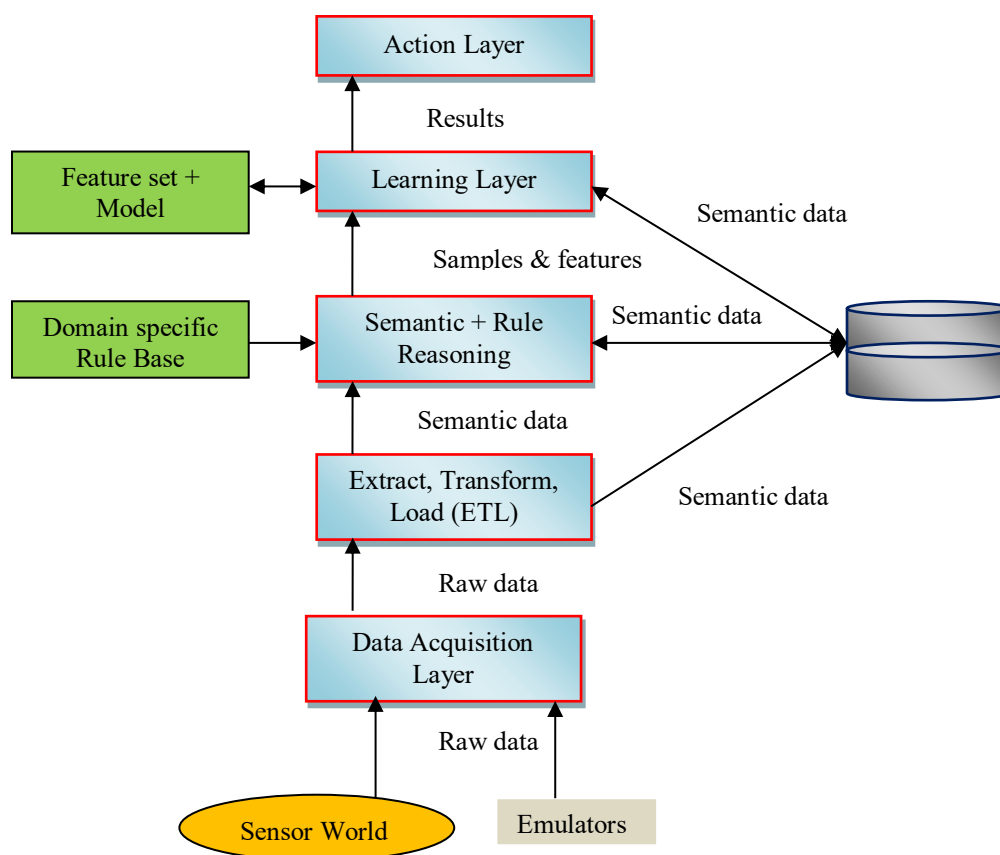 Action Layer
Results
Feature set +
Model
Learning Layer
Semantic data
Samples & features
Domain specific
Rule Base
Semantic + Rule
Reasoning
Semantic data
Semantic data
Extract, Transform,
Load (ETL)
Semantic data
Raw data
Data Acquisition
Layer
Raw data
Sensor World
Emulators